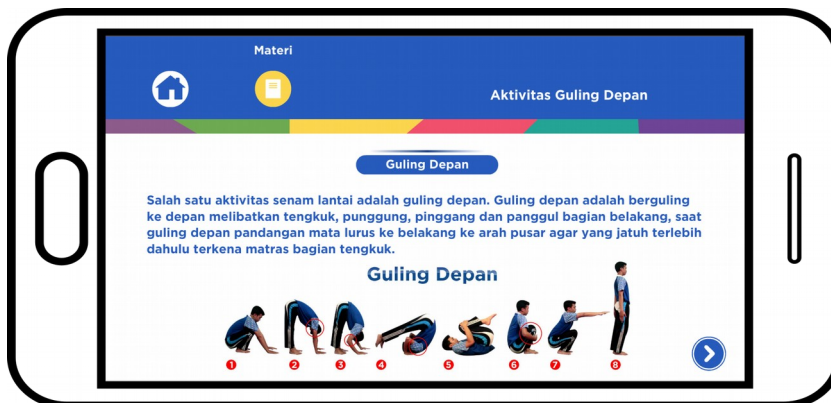 Materi
Aktivitas Guling Depan
Guling Depan
Salah satu aktivitas senam lantai adalah guling depan. Guling depan adalah berguling
ke depan melibatkan tengkuk, punggung, pinggang dan panggul bagian belakang, saat
guling depan pandangan mata lurus ke belakang ke arah pusar agar yang jatuh terlebih
dahulu terkena matras bagian tengkuk.
Guling Depan
1 2 3 4 5 6 7 8